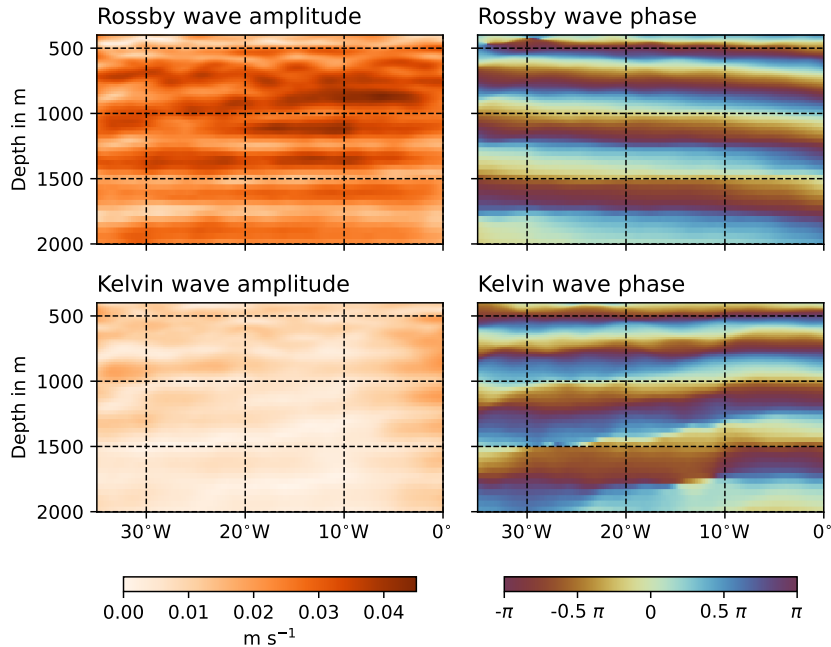 Rossby wave amplitude
Rossby wave phase
Depth in m
500
1000
1500
2000
Kelvin wave amplitude
Kelvin wave phase
Depth in m
500
1000
1500
2000
30°W 20°W 10°W 0°
30°W 20°W 10°W 0°
0.00 0.01 0.02 0.03 0.04
m s⁻¹
-π -0.5 π 0 0.5 π π